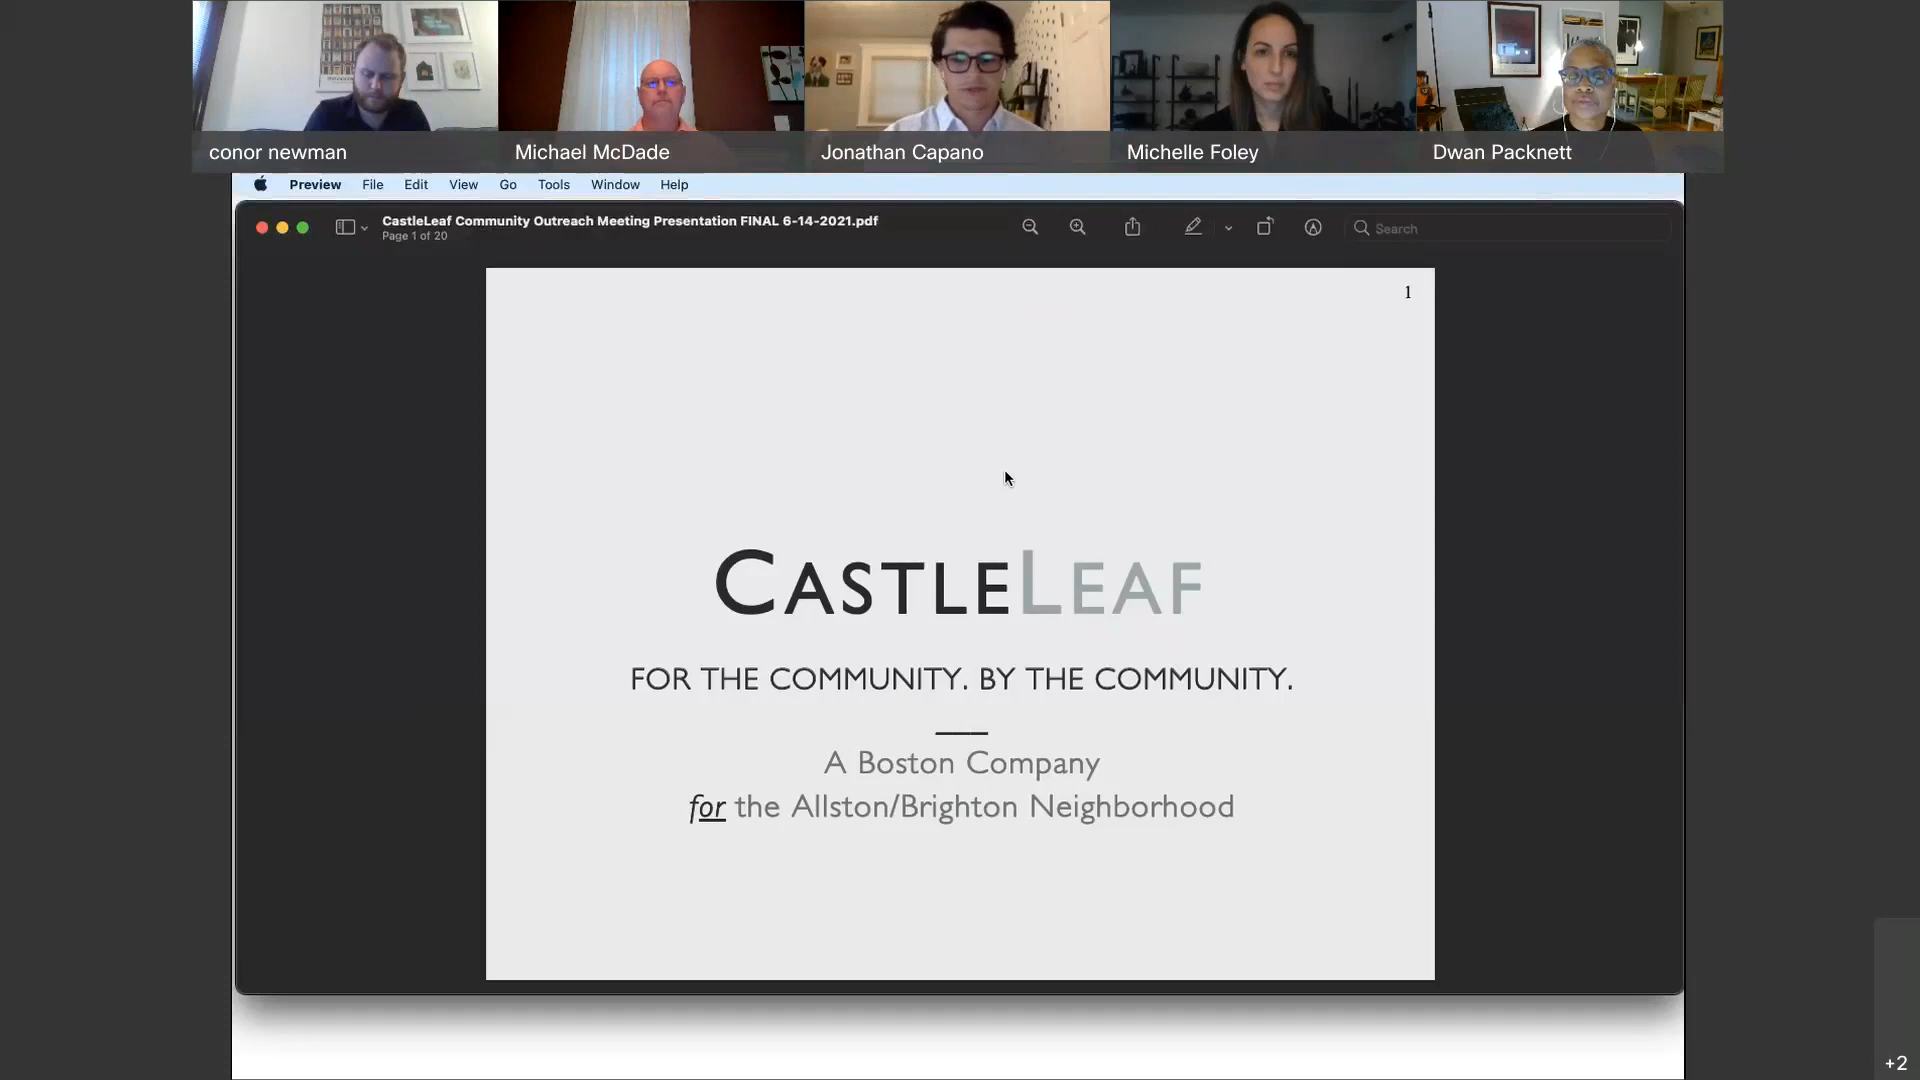 conor newman
Michael McDade
Jonathan Capano
Michelle Foley
Dwan Packnett
Preview File Edit View Go Tools Window Help
CastleLeaf Community Outreach Meeting Presentation FINAL 6-14-2021.pdf
Page 1 of 20
Search
1
CASTLELEAF
FOR THE COMMUNITY. BY THE COMMUNITY.
A Boston Company
for the Allston/Brighton Neighborhood
+2